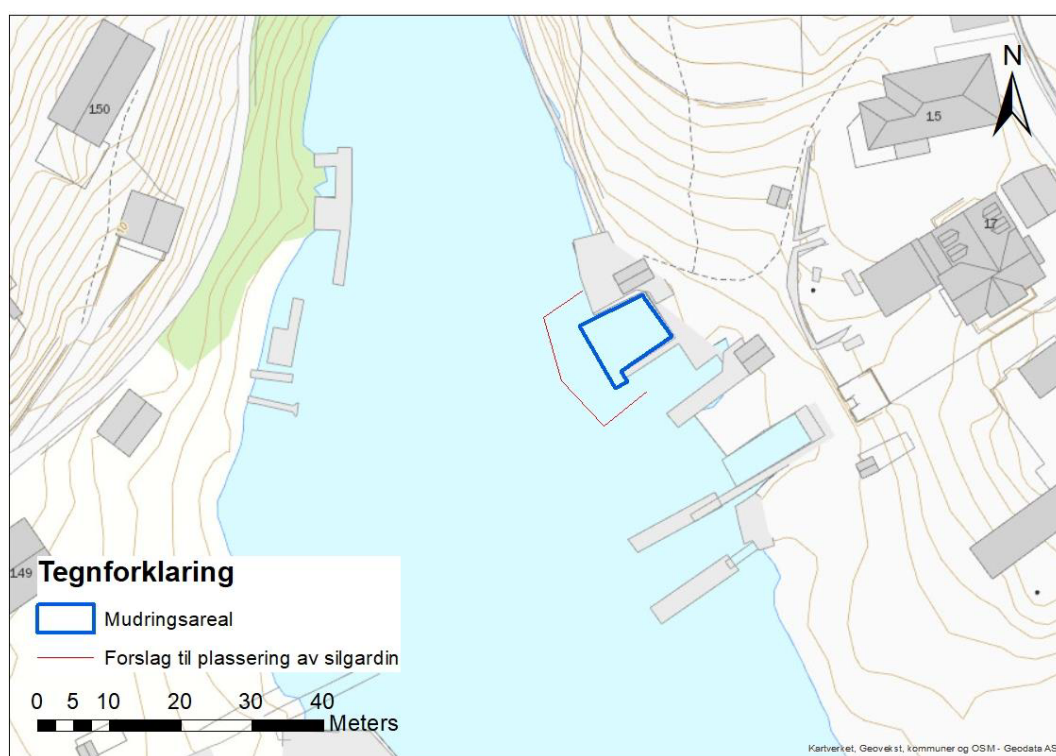 N
150
15
17
10
149
Tegnforklaring
Mudringsareal
Forslag til plassering av silgardin
0 5 10 20 30 40
Meters
Kartverket, Geovekst, kommuner og OSM - Geodata AS